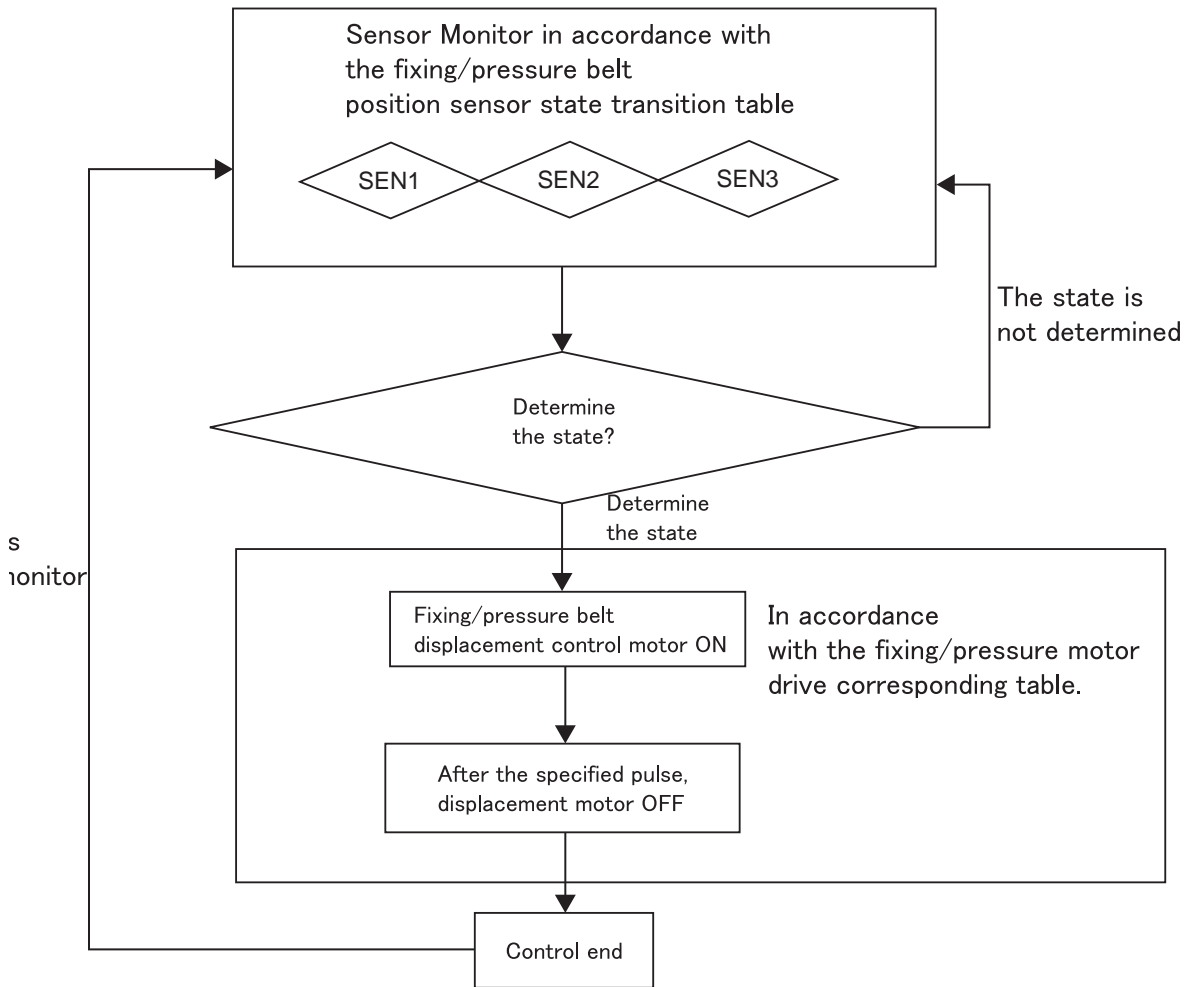 Sensor Monitor in accordance with
the fixing/pressure belt
position sensor state transition table
SEN1
SEN2
SEN3
The state is
not determined
Determine
the state?
Determine
the state
s
Fixing/pressure belt
displacement control motor ON
In accordance
with the fixing/pressure motor
drive corresponding table.
After the specified pulse,
displacement motor OFF
Control end